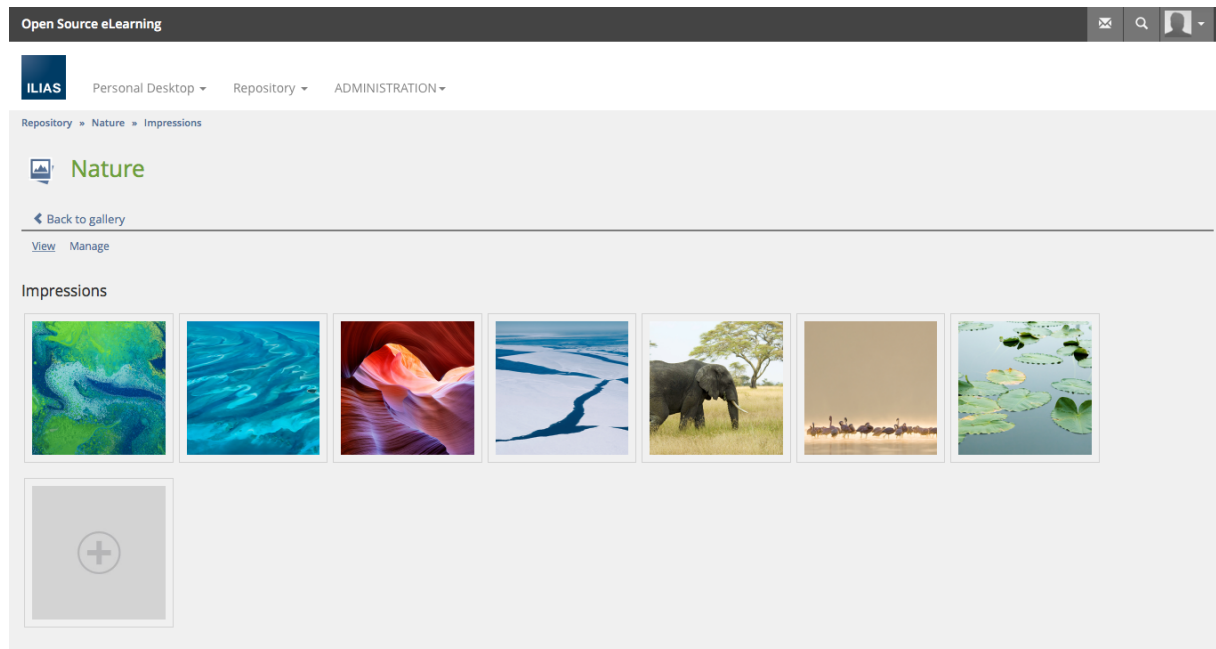 Open Source eLearning
ILIAS
Personal Desktop Repository ADMINISTRATION
Repository » Nature » Impressions
Nature
Back to gallery
View Manage
Impressions